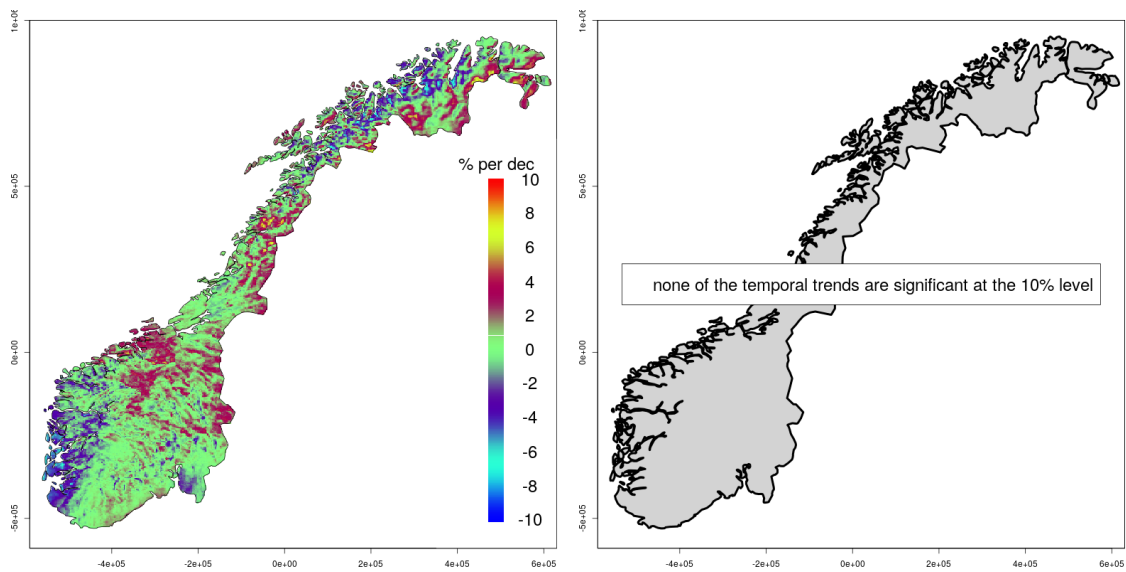 1e+06
5e+05
0e+00
-5e+05
-4e+05
-2e+05
0e+00
2e+05
4e+05
6e+05
% per dec
10
8
6
4
2
0
-2
-4
-6
-8
-10
1e+06
5e+05
0e+00
-5e+05
-4e+05
-2e+05
0e+00
2e+05
4e+05
6e+05
none of the temporal trends are significant at the 10% level